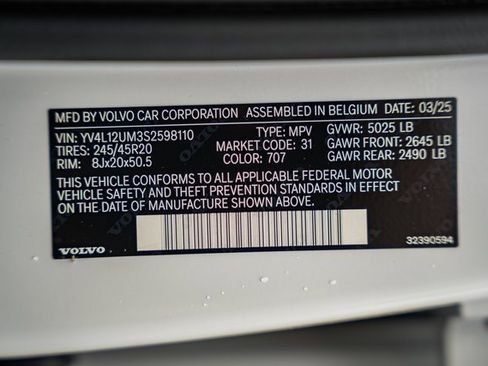 MFD BY VOLVO CAR CORPORATION ASSEMBLED IN BELGIUM DATE: 03/25
VIN: YV4L12UM3S2598110 TYPE: MPV GVWR: 5025 LB
TIRES: 245/45R20 MARKET CODE: 31 GAWR FRONT: 2645 LB
RIM: 8Jx20x50.5 COLOR: 707 GAWR REAR: 2490 LB
THIS VEHICLE CONFORMS TO ALL APPLICABLE FEDERAL MOTOR
VEHICLE SAFETY AND THEFT PREVENTION STANDARDS IN EFFECT
ON THE DATE OF MANUFACTURE SHOWN ABOVE.
VOLVO 32390594